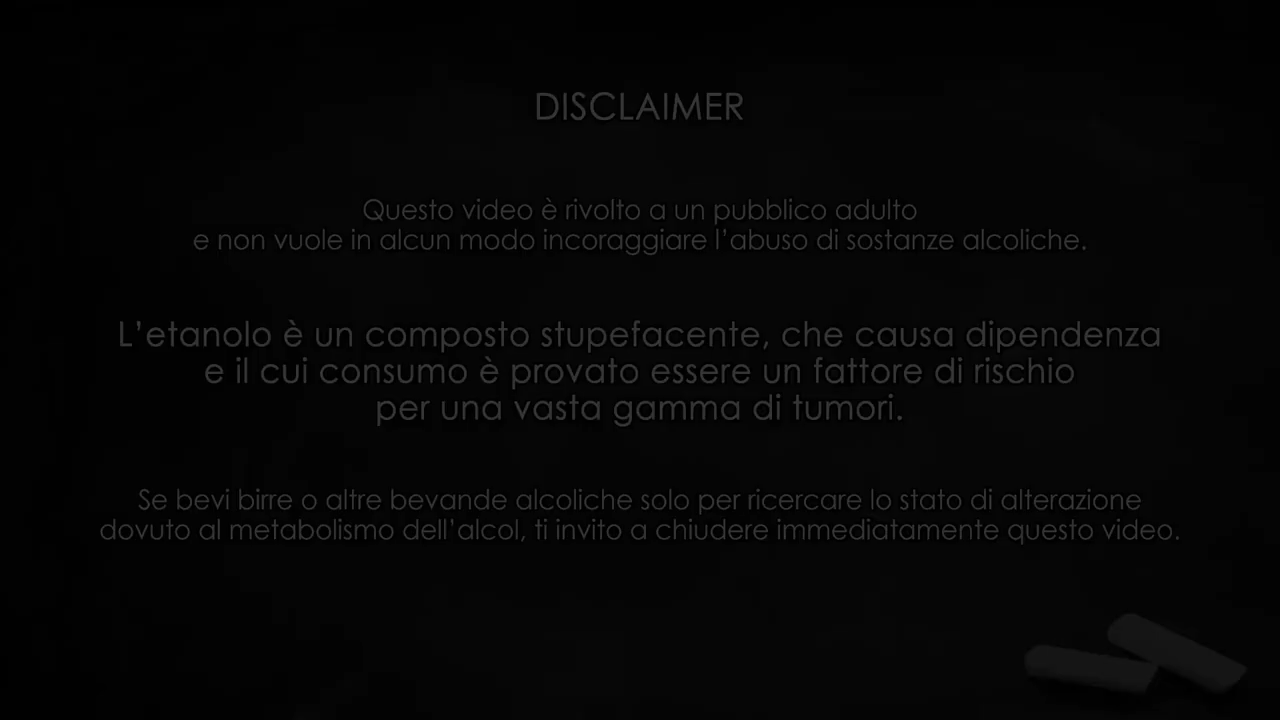 DISCLAIMER
Questo video è rivolto a un pubblico adulto
e non vuole in alcun modo incoraggiare l’abuso di sostanze alcoliche.
L’etanolo è un composto stupefacente, che causa dipendenza
e il cui consumo è provato essere un fattore di rischio
per una vasta gamma di tumori.
Se bevi birre o altre bevande alcoliche solo per ricercare lo stato di alterazione
dovuto al metabolismo dell’alcol, ti invito a chiudere immediatamente questo video.